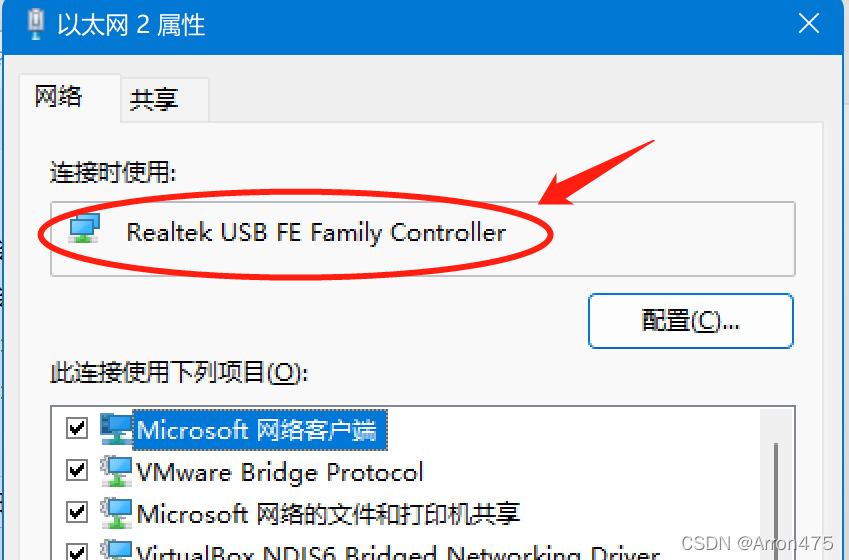 以太网 2 属性
网络
共享
连接时使用:
Realtek USB FE Family Controller
配置(C)...
此连接使用下列项目(O):
Microsoft 网络客户端
VMware Bridge Protocol
Microsoft 网络的文件和打印机共享
VirtualBox NDIS6 Bridged Networking Driver
CSDN @Arron475